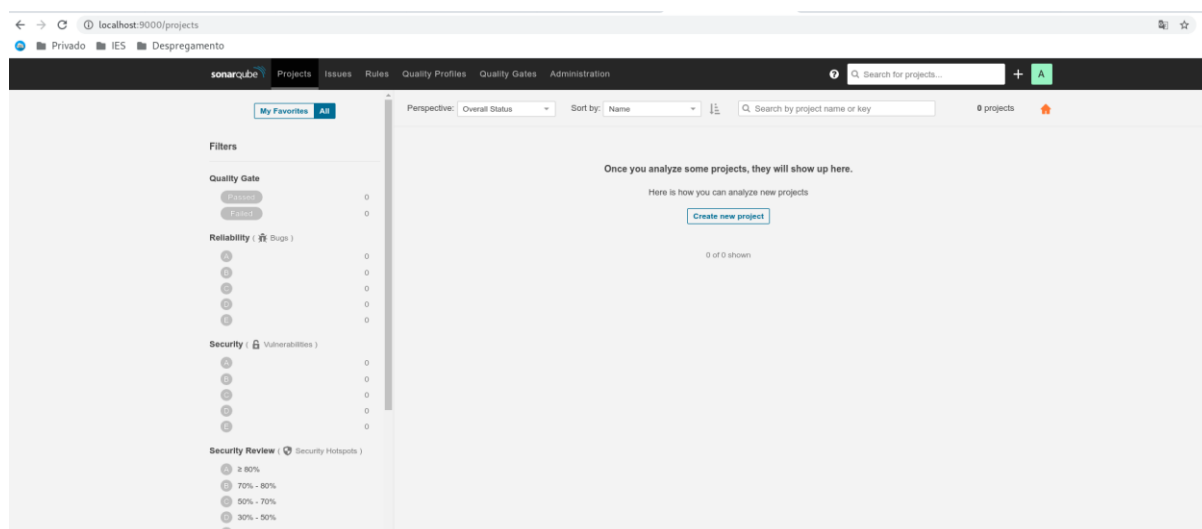 localhost:9000/projects
Privado IES Despregamento
sonarqube Projects Issues Rules Quality Profiles Quality Gates Administration ? Search for projects... + A
My Favorites All
Perspective: Overall Status Sort by: Name Search by project name or key 0 projects
Filters
Once you analyze some projects, they will show up here.
Here is how you can analyze new projects
Create new project
0 of 0 shown
Quality Gate
Passed 0
Failed 0
Reliability ( Bugs )
A 0
B 0
C 0
D 0
E 0
Security ( Vulnerabilities )
A 0
B 0
C 0
D 0
E 0
Security Review ( Security Hotspots )
A ≥ 80%
B 70% - 80%
C 50% - 70%
D 30% - 50%